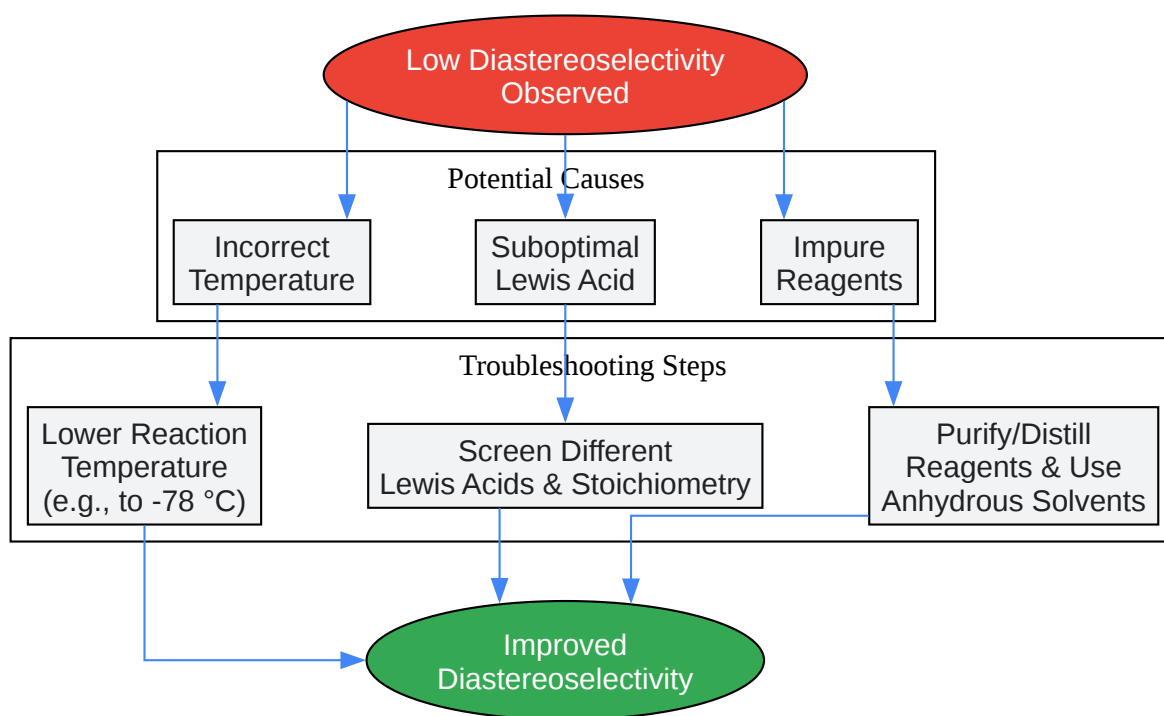 Low Diastereoselectivity
Observed
Potential Causes
Incorrect
Temperature
Suboptimal
Lewis Acid
Impure
Reagents
Troubleshooting Steps
Lower Reaction
Temperature
(e.g., to -78 °C)
Screen Different
Lewis Acids & Stoichiometry
Purify/Distill
Reagents & Use
Anhydrous Solvents
Improved
Diastereoselectivity